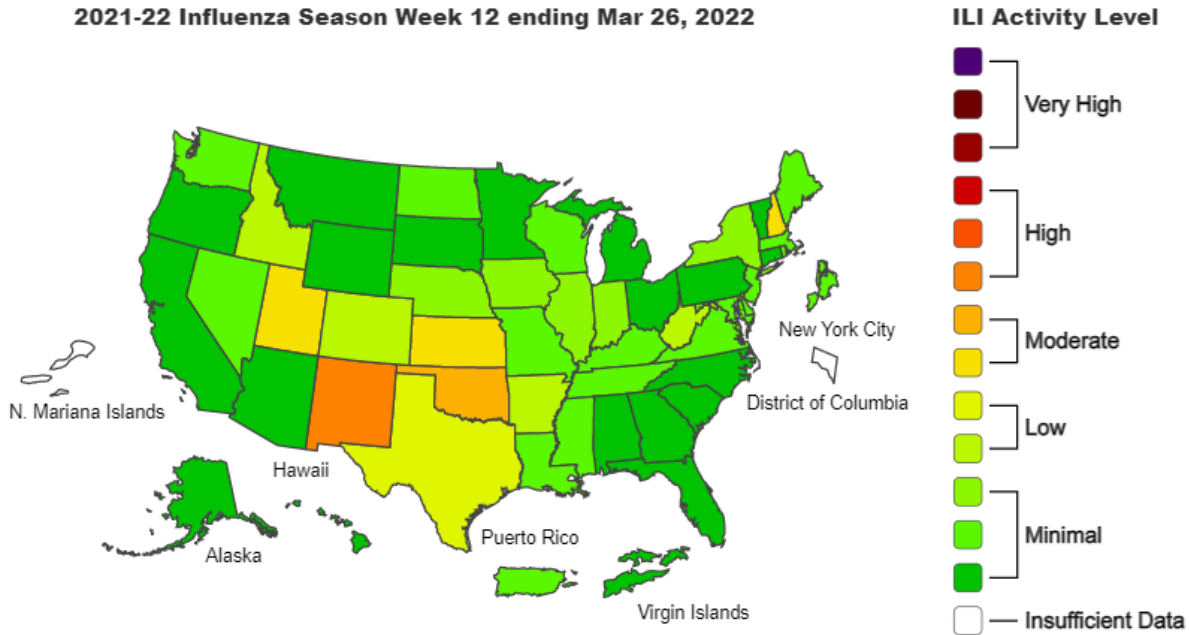 2021-22 Influenza Season Week 12 ending Mar 26, 2022
ILI Activity Level
Very High
High
Moderate
Low
Minimal
Insufficient Data
New York City
District of Columbia
N. Mariana Islands
Hawaii
Alaska
Puerto Rico
Virgin Islands